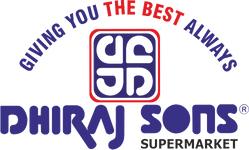 GIVING YOU THE BEST ALWAYS
DHIRAJ SONS®
SUPERMARKET